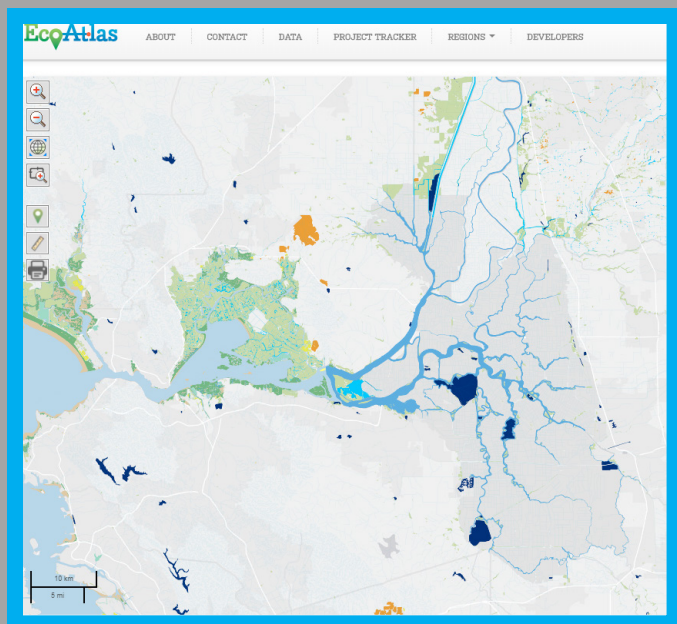 EcoAtlas
ABOUT CONTACT DATA PROJECT TRACKER REGIONS DEVELOPERS
10 km
5 mi